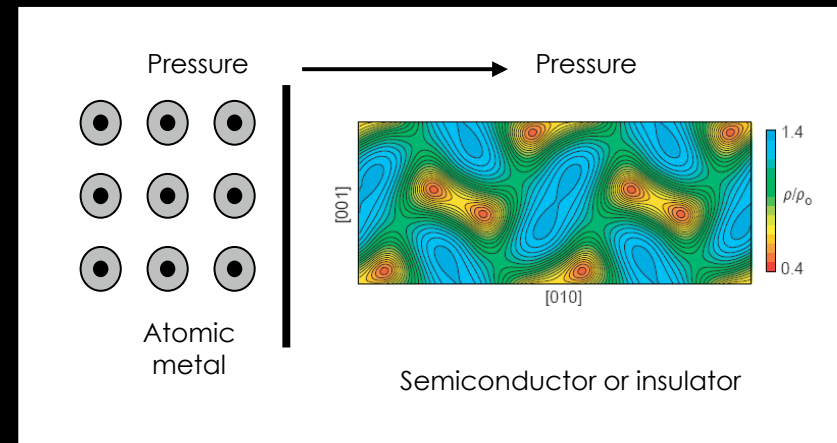 Pressure
Pressure
Atomic
metal
[001]
[010]
1.4
ρ/ρo
0.4
Semiconductor or insulator